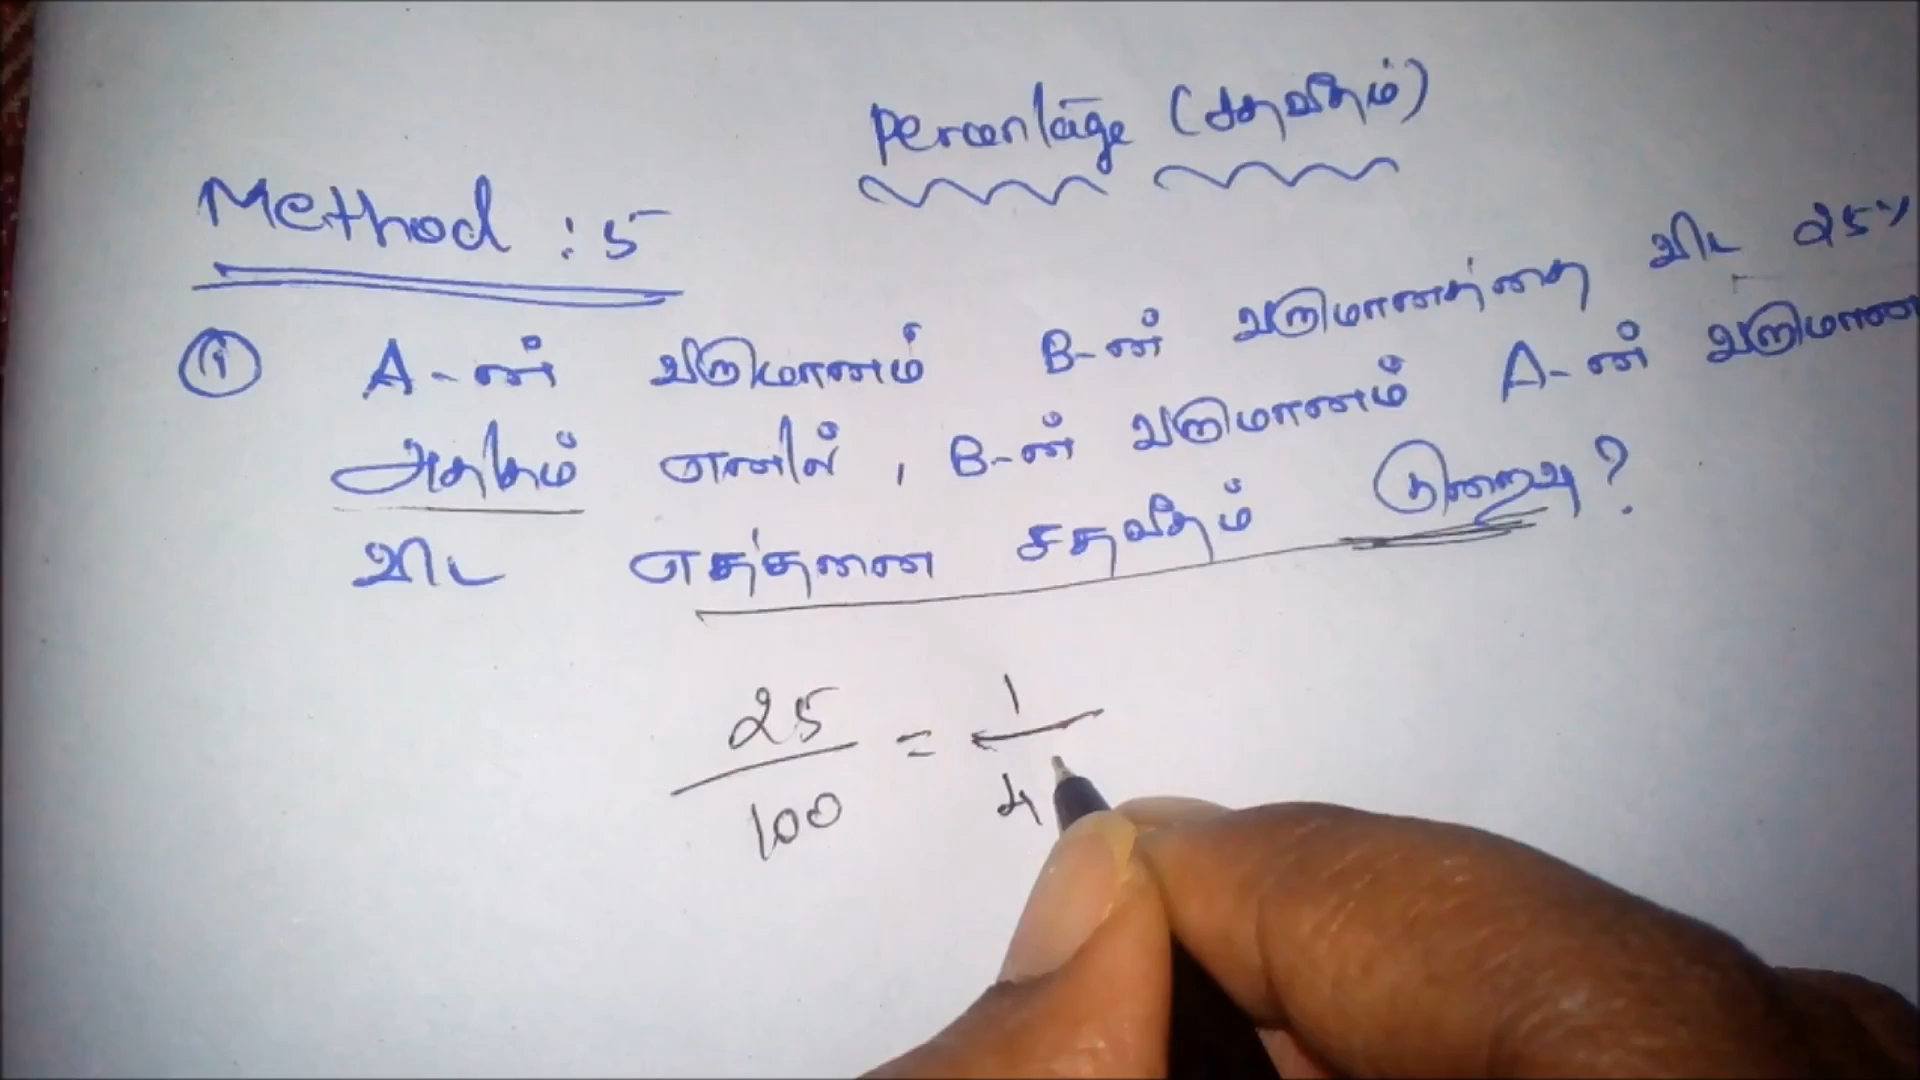 Percentage (சதவீதம்)
Method : 5
① A-ன் வருமானம் B-ன் வருமானத்தை விட 25%
அதிகம் எனில், B-ன் வருமானம் A-ன் வருமான
விட எத்தனை சதவீதம் குறைவு?
25/100 = 1/4